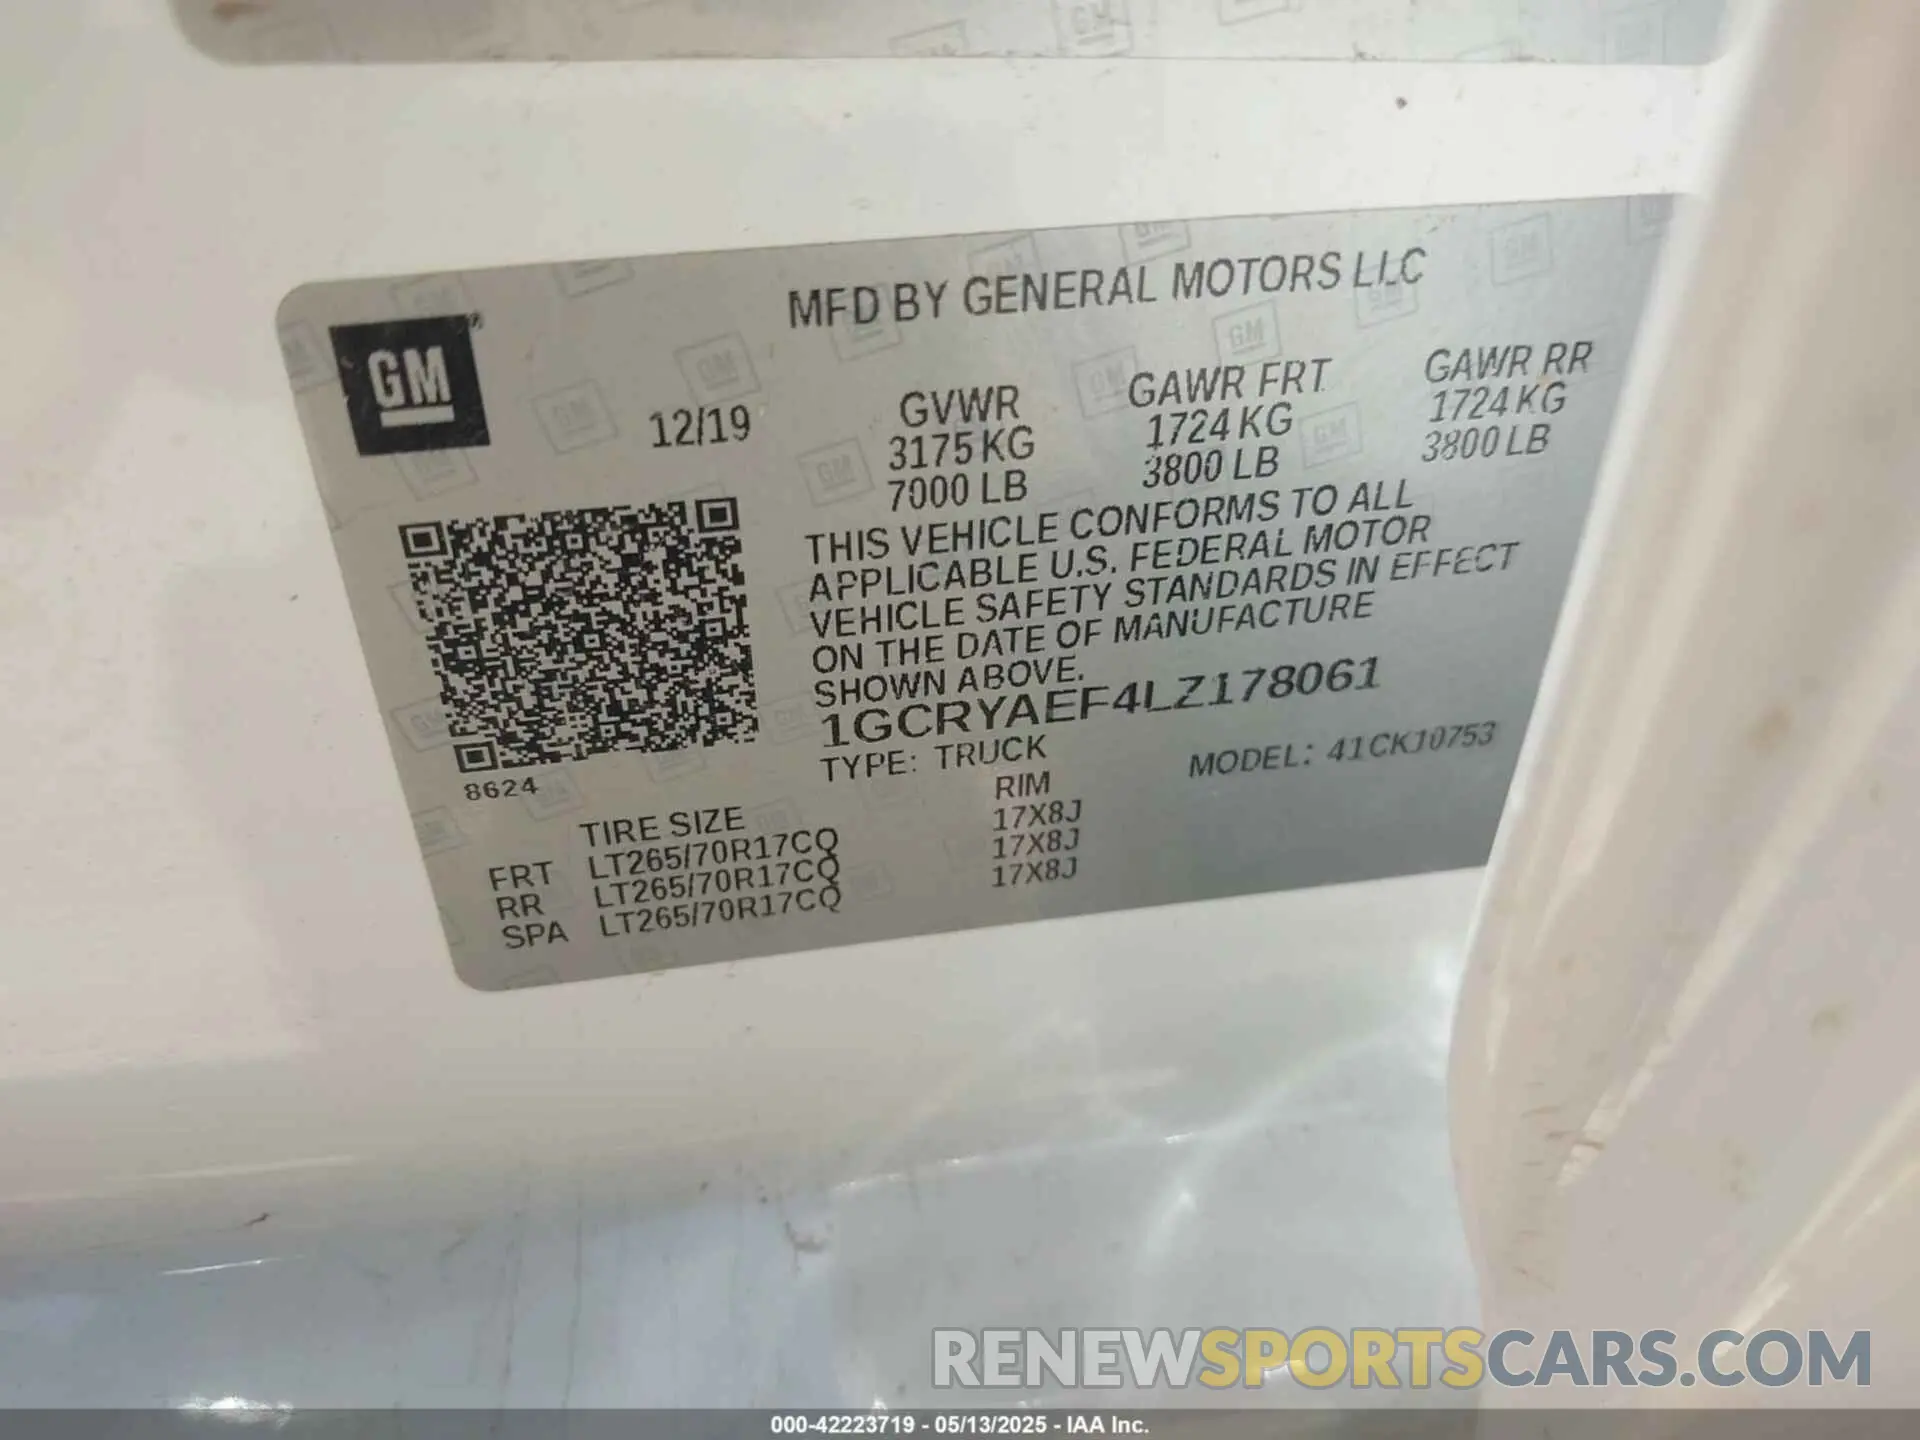 MFD BY GENERAL MOTORS LLC
GM
12/19
GVWR
3175 KG
7000 LB
GAWR FRT
1724 KG
3800 LB
GAWR RR
1724 KG
3800 LB
THIS VEHICLE CONFORMS TO ALL
APPLICABLE U.S. FEDERAL MOTOR
VEHICLE SAFETY STANDARDS IN EFFECT
ON THE DATE OF MANUFACTURE
SHOWN ABOVE.
1GCRYAEF4LZ178061
TYPE: TRUCK
MODEL: 41CK10753
8624
TIRE SIZE RIM
FRT LT265/70R17CQ 17X8J
RR LT265/70R17CQ 17X8J
SPA LT265/70R17CQ 17X8J
RENEWSPORTSCARS.COM
000-42223719 - 05/13/2025 - IAA Inc.